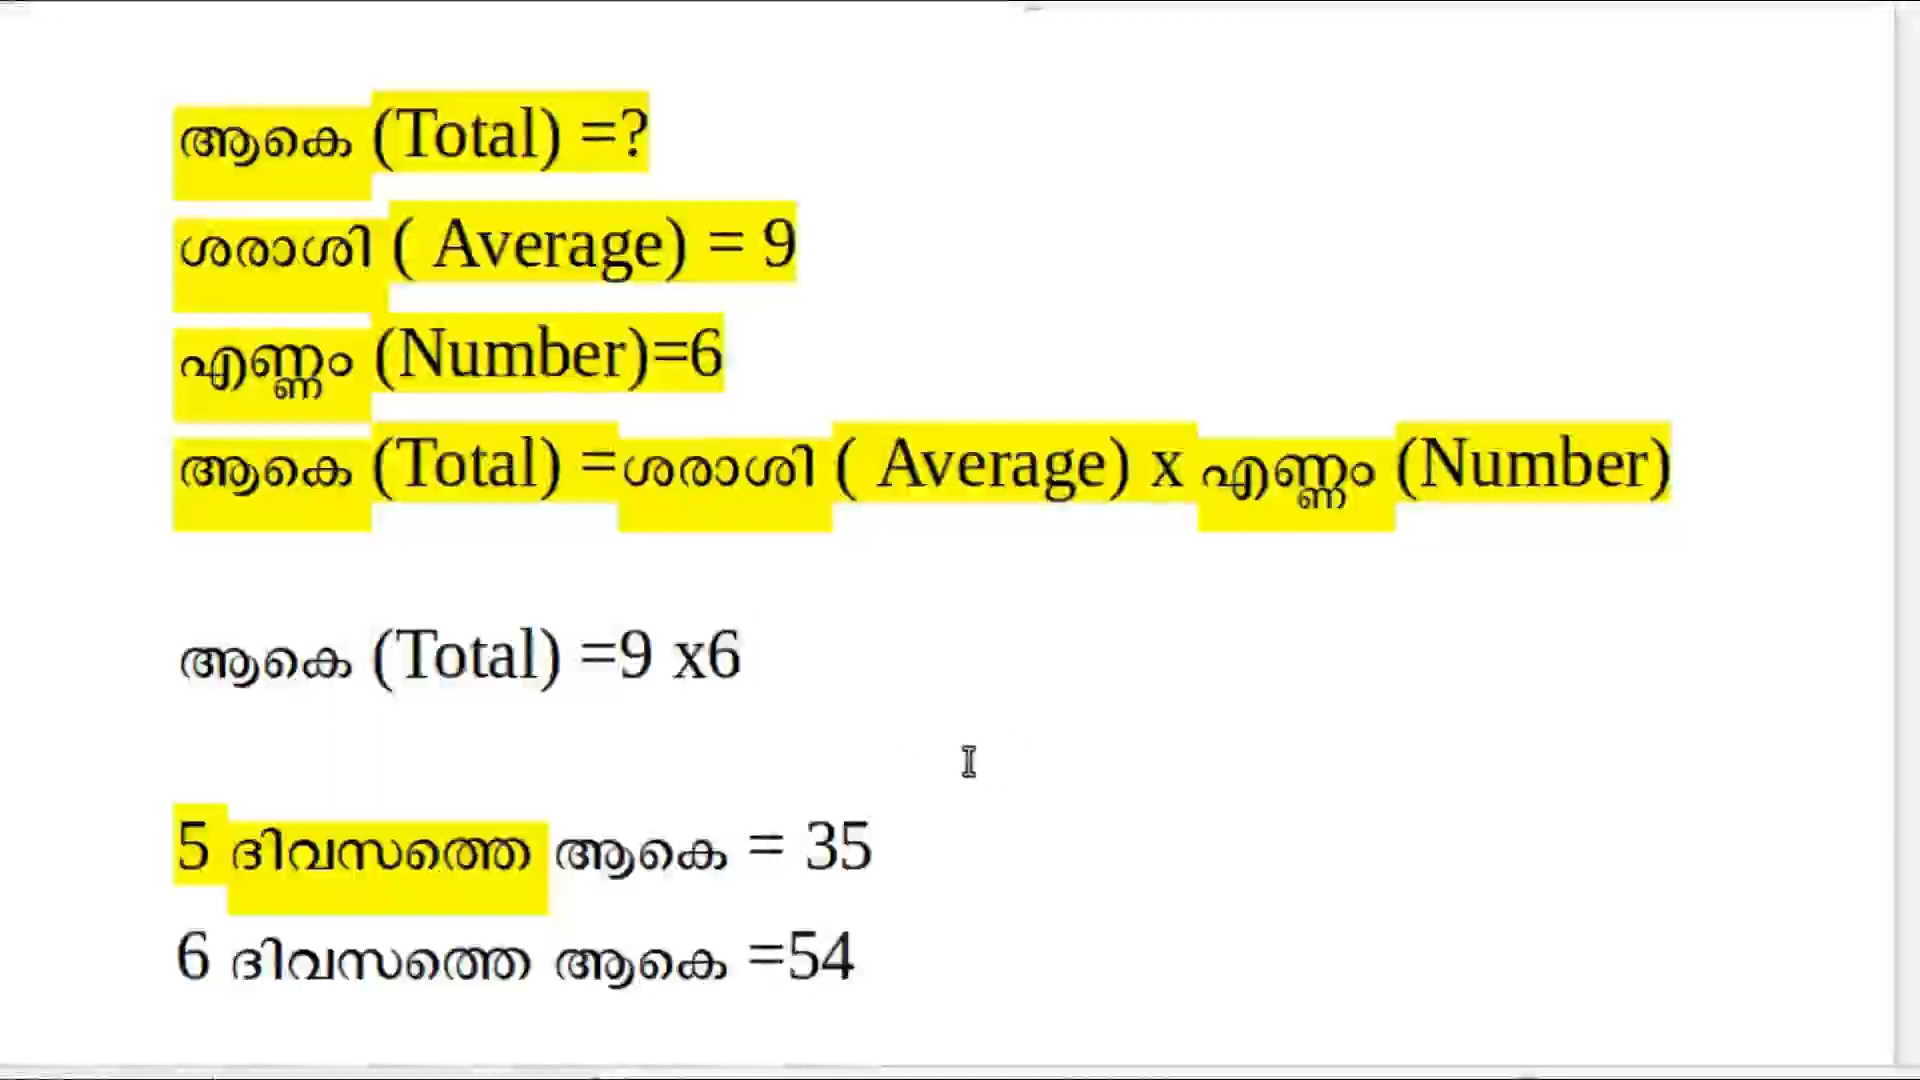 ആകെ (Total) =?
ശരാശി ( Average) = 9
എണ്ണം (Number)=6
ആകെ (Total) =ശരാശി ( Average) x എണ്ണം (Number)
ആകെ (Total) =9 x6
5 ദിവസത്തെ ആകെ = 35
6 ദിവസത്തെ ആകെ =54